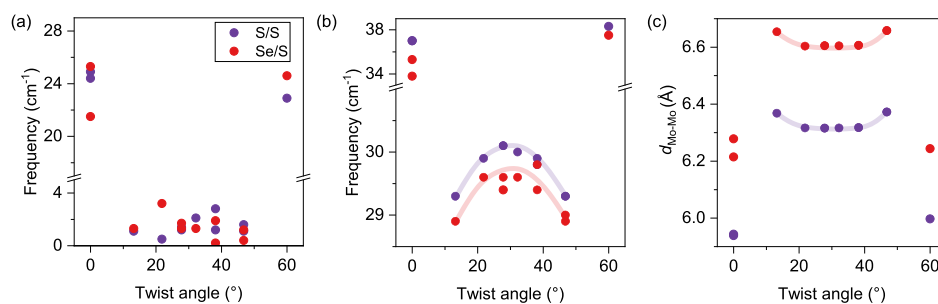 (a)
Frequency (cm⁻¹)
28
24
20
4
2
0
S/S
Se/S
0 20 40 60
Twist angle (°)
(b)
Frequency (cm⁻¹)
38
34
30
29
0 20 40 60
Twist angle (°)
(c)
d Mo-Mo (Å)
6.6
6.4
6.2
6.0
0 20 40 60
Twist angle (°)